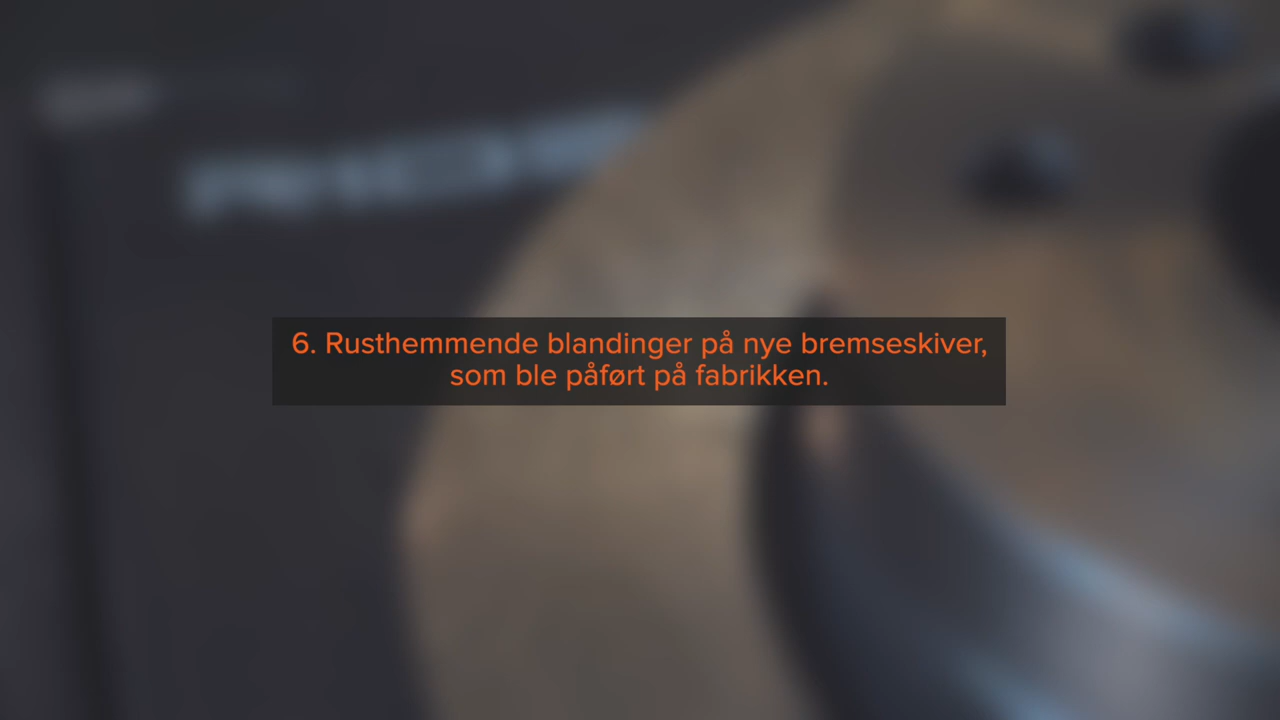 6. Rusthemmende blandinger på nye bremseskiver,
som ble påført på fabrikken.